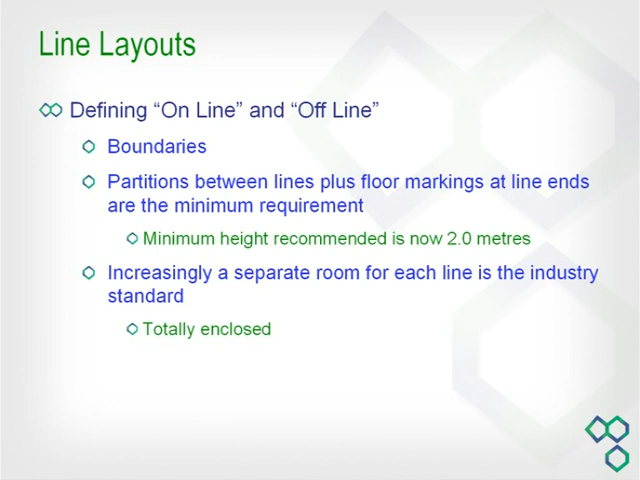 Line Layouts
Defining “On Line” and “Off Line”
Boundaries
Partitions between lines plus floor markings at line ends
are the minimum requirement
Minimum height recommended is now 2.0 metres
Increasingly a separate room for each line is the industry
standard
Totally enclosed